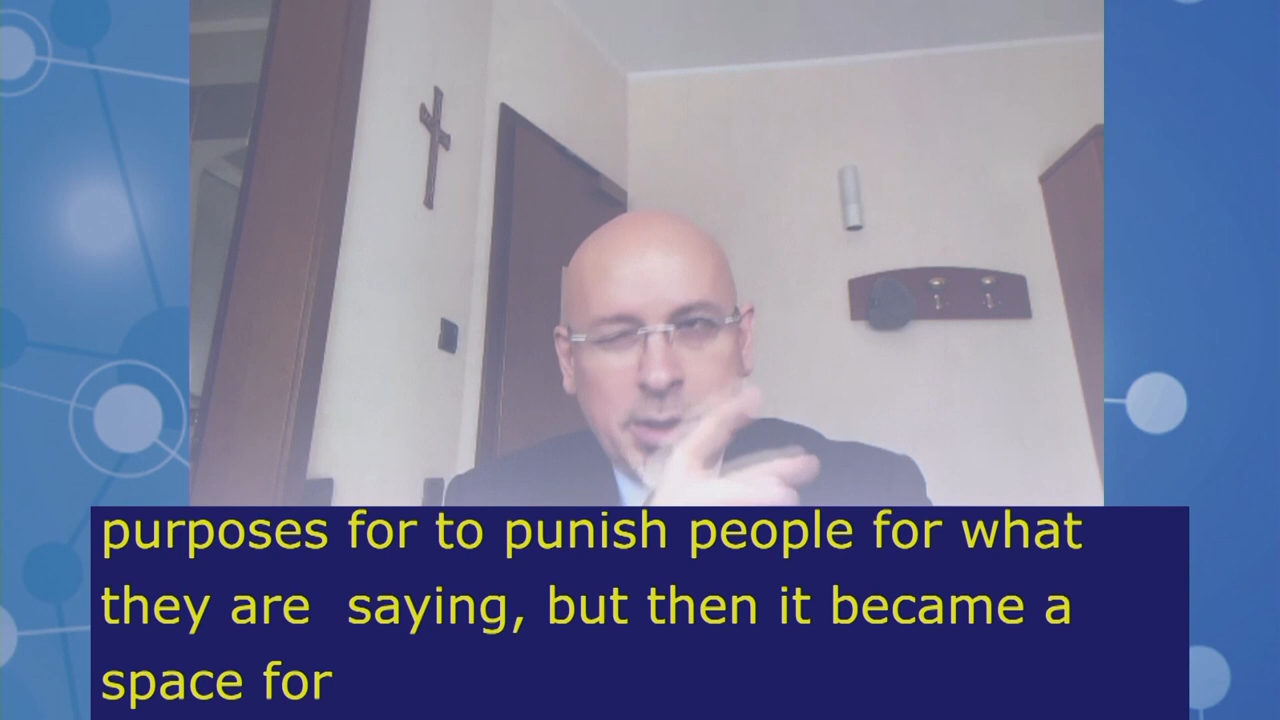 purposes for to punish people for what
they are  saying, but then it became a
space for